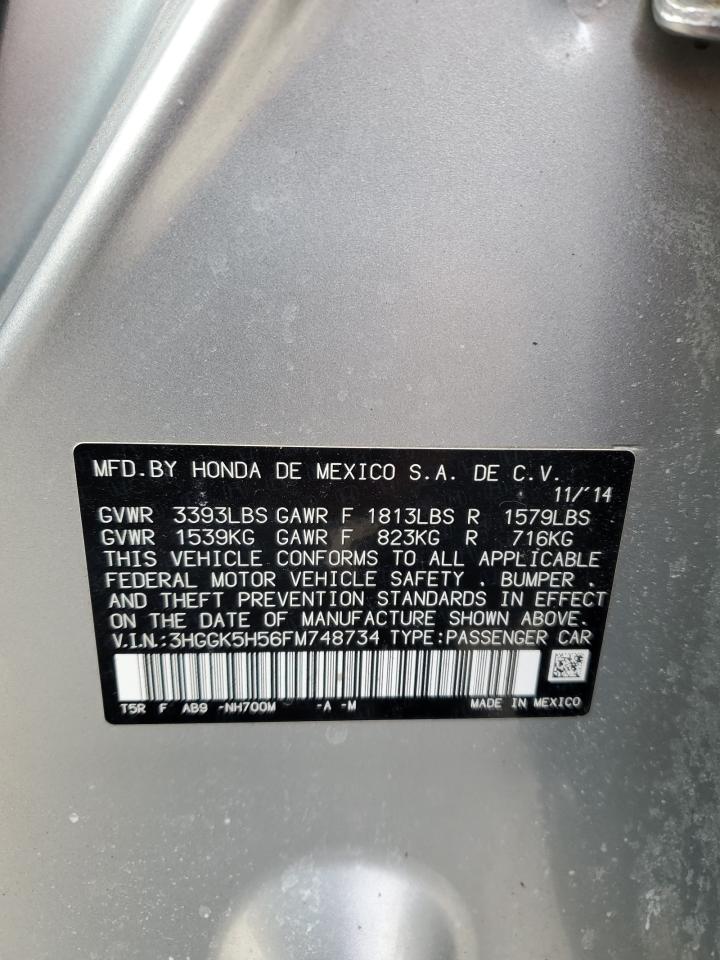 MFD.BY HONDA DE MEXICO S.A. DE C.V.
11/'14
GVWR 3393LBS GAWR F 1813LBS R 1579LBS
GVWR 1539KG GAWR F 823KG R 716KG
THIS VEHICLE CONFORMS TO ALL APPLICABLE
FEDERAL MOTOR VEHICLE SAFETY . BUMPER .
AND THEFT PREVENTION STANDARDS IN EFFECT
ON THE DATE OF MANUFACTURE SHOWN ABOVE.
V.I.N.:3HGGK5H56FM748734 TYPE:PASSENGER CAR
T5R F AB9 -NH700M -A -M MADE IN MEXICO